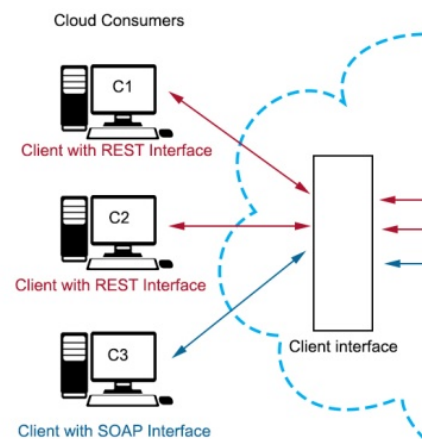 Cloud Consumers
C1
Client with REST Interface
C2
Client with REST Interface
C3
Client interface
Client with SOAP Interface